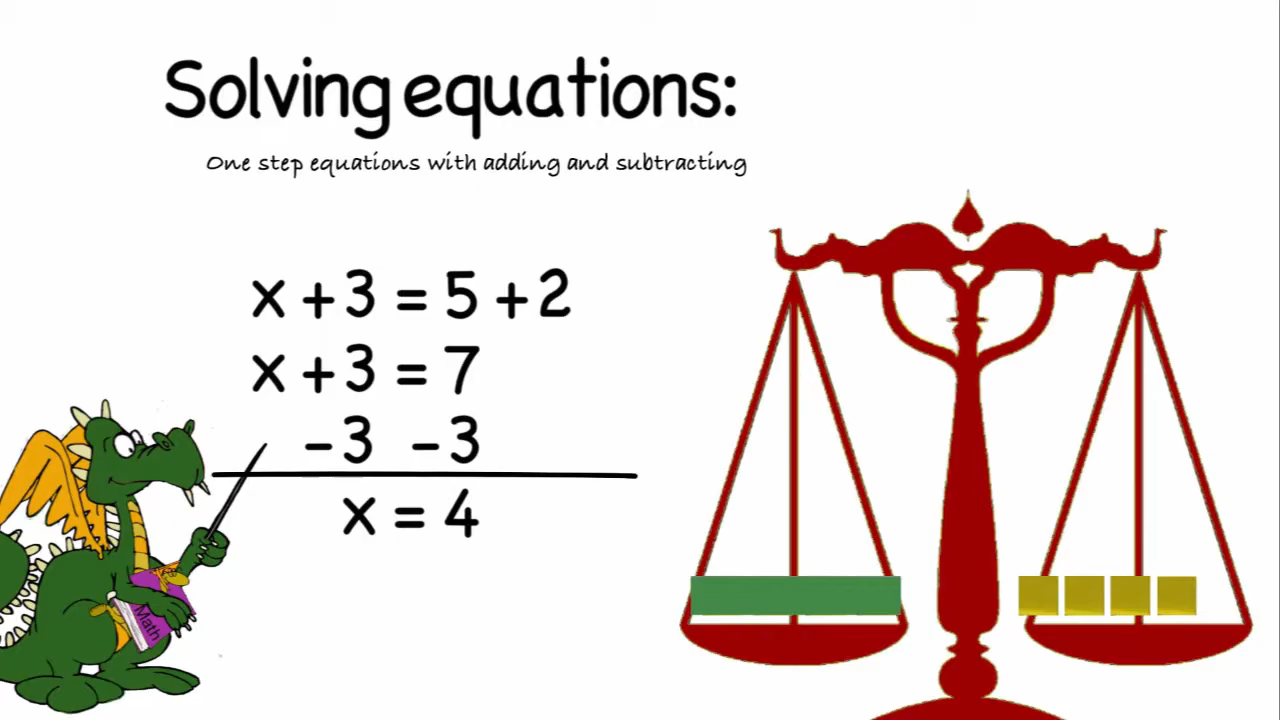 Solving equations:
One step equations with adding and subtracting
x + 3 = 5 + 2
x + 3 = 7
- 3 - 3
x = 4
Math